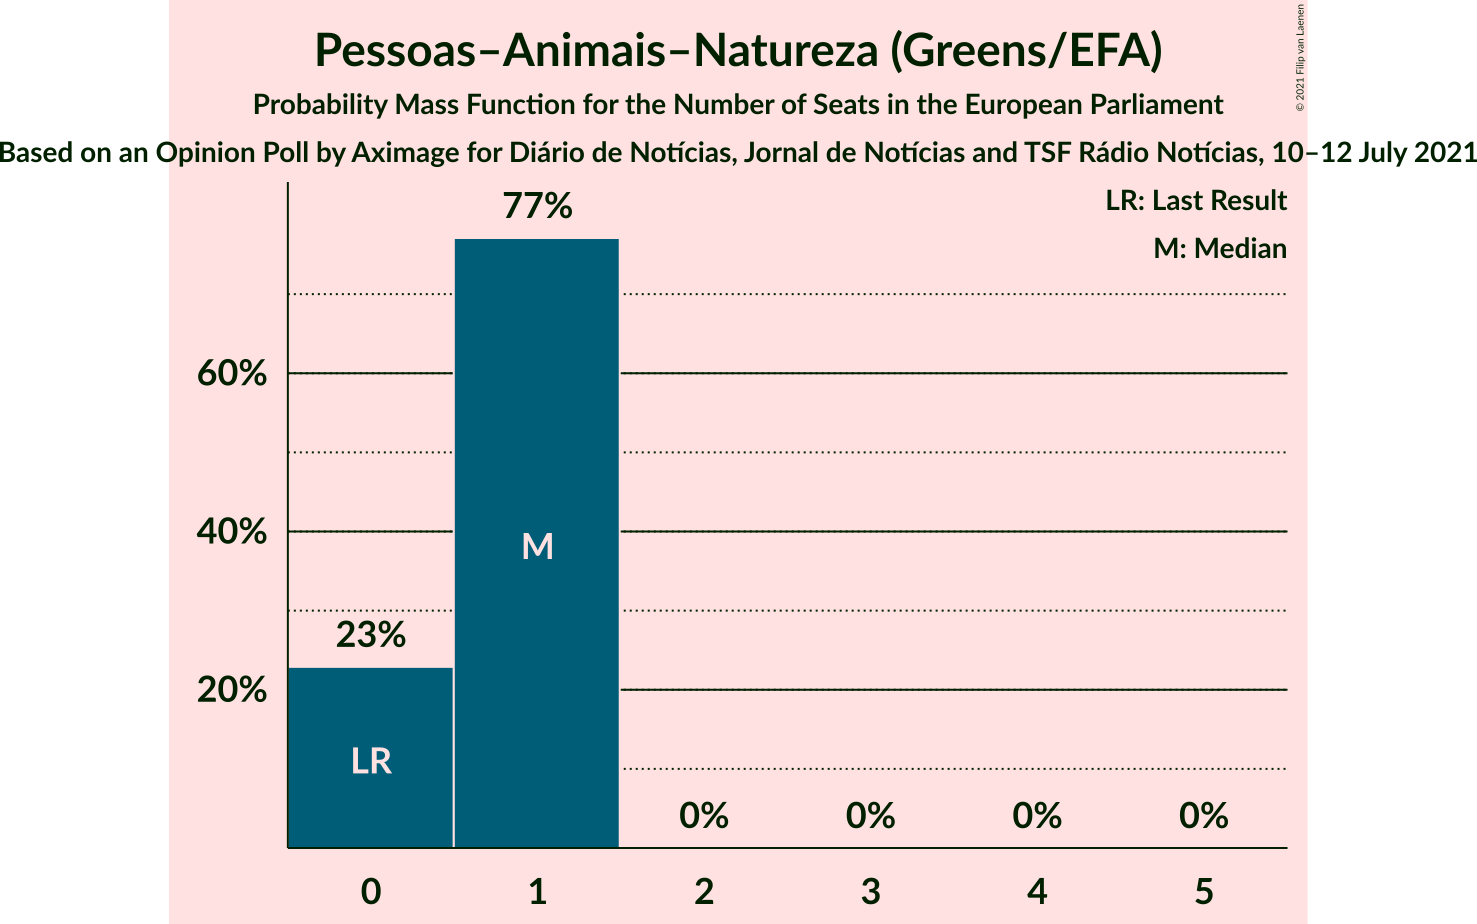 Pessoas–Animais–Natureza (Greens/EFA)
Probability Mass Function for the Number of Seats in the European Parliament
Based on an Opinion Poll by Aximage for Diário de Notícias, Jornal de Notícias and TSF Rádio Notícias, 10–12 July 2021
© 2021 Filip van Laenen
LR: Last Result
M: Median
77%
60%
40%
M
23%
20%
LR
0% 0% 0% 0%
0 1 2 3 4 5